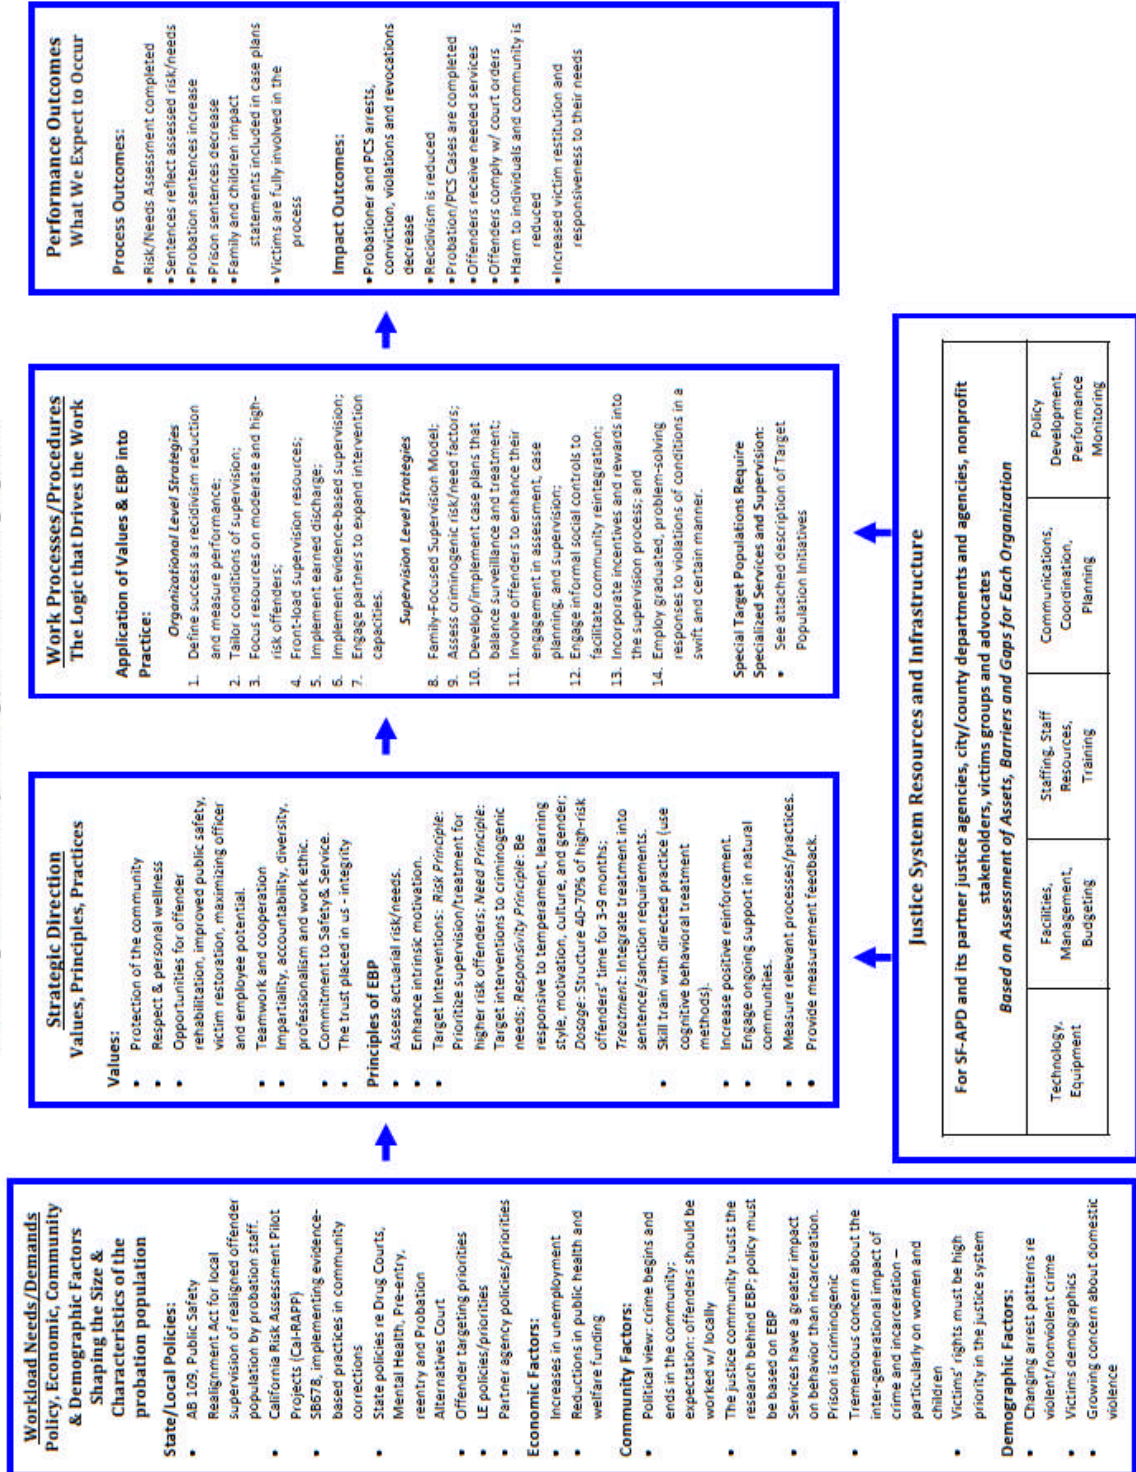 Workload Needs/Demands
Policy, Economic, Community
& Demographic Factors
Shaping the Size &
Characteristics of the
probation population
State/Local Policies:
• AB 109, Public Safety
Realignment Act for local
supervision of realigned offender
population by probation staff.
• California Risk Assessment Pilot
Projects (Cal-RAPP)
• SB678, implementing evidence-
based practices in community
corrections
• State policies re Drug Courts,
Mental Health, Pre-entry,
reentry and Probation
Alternatives Court
• Offender targeting priorities
• LE policies/priorities
• Partner agency policies/priorities
Economic Factors:
• Increases in unemployment
• Reductions in public health and
welfare funding
Community Factors:
• Political view: crime begins and
ends in the community;
expectation: offenders should be
worked w/ locally
• The justice community trusts the
research behind EBP: policy must
be based on EBP
• Services have a greater impact
on behavior than incarceration.
Prison is criminogenic
• Tremendous concern about the
inter-generational impact of
crime and incarceration –
particularly on women and
children
• Victims' rights must be high
priority in the justice system
Demographic Factors:
• Changing arrest patterns re
violent/nonviolent crime
• Victims demographics
• Growing concern about domestic
violence
Strategic Direction
Values, Principles, Practices
Values:
• Protection of the community
• Respect & personal wellness
• Opportunities for offender
rehabilitation, improved public safety,
victim restoration, maximizing officer
and employee potential.
• Teamwork and cooperation
• Impartiality, accountability, diversity,
professionalism and work ethic.
• Commitment to Safety& Service.
• The trust placed in us - integrity
Principles of EBP
• Assess actuarial risk/needs.
• Enhance intrinsic motivation.
• Target Interventions: Risk Principle:
Prioritize supervision/treatment for
higher risk offenders; Need Principle:
Target interventions to criminogenic
needs; Responsivity Principle: Be
responsive to temperament, learning
style, motivation, culture, and gender;
Dosage: Structure 40-70% of high-risk
offenders' time for 3-9 months;
Treatment: Integrate treatment into
sentence/sanction requirements.
• Skill train with directed practice (use
cognitive behavioral treatment
methods).
• Increase positive reinforcement.
• Engage ongoing support in natural
communities.
• Measure relevant processes/practices.
• Provide measurement feedback.
Work Processes/Procedures
The Logic that Drives the Work
Application of Values & EBP into
Practice:
Organizational Level Strategies
1. Define success as recidivism reduction
and measure performance;
2. Tailor conditions of supervision;
3. Focus resources on moderate and high-
risk offenders;
4. Front-load supervision resources;
5. Implement earned discharge;
6. Implement evidence-based supervision;
7. Engage partners to expand intervention
capacities.
Supervision Level Strategies
8. Family-Focused Supervision Model;
9. Assess criminogenic risk/need factors;
10. Develop/implement case plans that
balance surveillance and treatment;
11. Involve offenders to enhance their
engagement in assessment, case
planning, and supervision;
12. Engage informal social controls to
facilitate community reintegration;
13. Incorporate incentives and rewards into
the supervision process; and
14. Employ graduated, problem-solving
responses to violations of conditions in a
swift and certain manner.
Special Target Populations Require
Specialized Services and Supervision:
• See attached description of Target
Population Initiatives
Performance Outcomes
What We Expect to Occur
Process Outcomes:
• Risk/Needs Assessment completed
• Sentences reflect assessed risk/needs
• Probation sentences increase
• Prison sentences decrease
• Family and children impact
statements included in case plans
• Victims are fully involved in the
process
Impact Outcomes:
• Probationer and PCS arrests,
conviction, violations and revocations
decrease
• Recidivism is reduced
• Probation/PCS Cases are completed
• Offenders receive needed services
• Offenders comply w/ court orders
• Harm to individuals and community is
reduced
• Increased victim restitution and
responsiveness to their needs
Justice System Resources and Infrastructure
For SF-APD and its partner justice agencies, city/county departments and agencies, nonprofit
stakeholders, victims groups and advocates
Based on Assessment of Assets, Barriers and Gaps for Each Organization
Technology,
Equipment
Facilities,
Management,
Budgeting
Staffing, Staff
Resources,
Training
Communications,
Coordination,
Planning
Policy
Development,
Performance
Monitoring